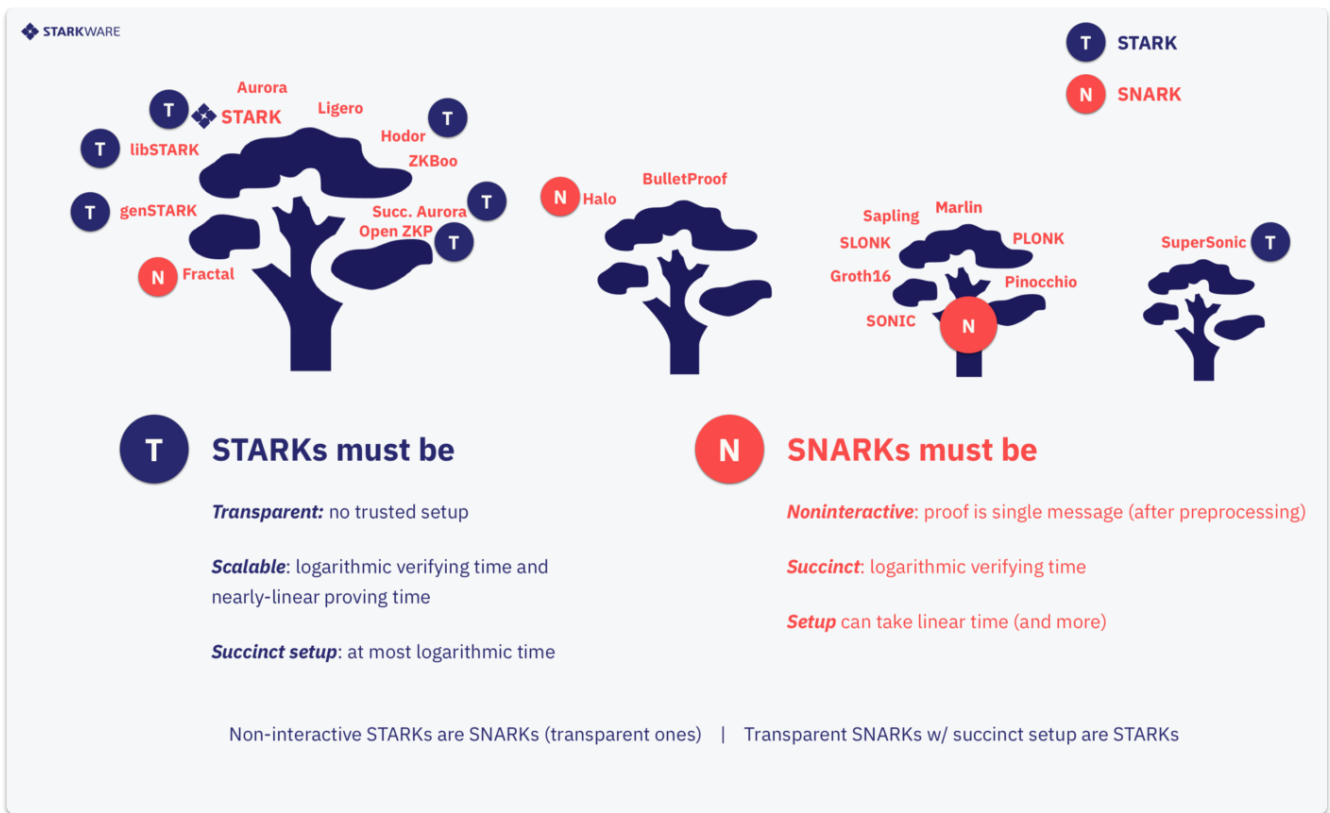 STARKWARE
T STARK
N SNARK
Aurora
T STARK
Ligero
Hodor T
T libSTARK
ZKBoo
T genSTARK
Succ. Aurora T
Open ZKP T
N Fractal
N Halo
BulletProof
Sapling
Marlin
SLONK
PLONK
Groth16
Pinocchio
SONIC
N
SuperSonic T
T STARKs must be
Transparent: no trusted setup
Scalable: logarithmic verifying time and
nearly-linear proving time
Succinct setup: at most logarithmic time
N SNARKs must be
Noninteractive: proof is single message (after preprocessing)
Succinct: logarithmic verifying time
Setup can take linear time (and more)
Non-interactive STARKs are SNARKs (transparent ones) | Transparent SNARKs w/ succinct setup are STARKs